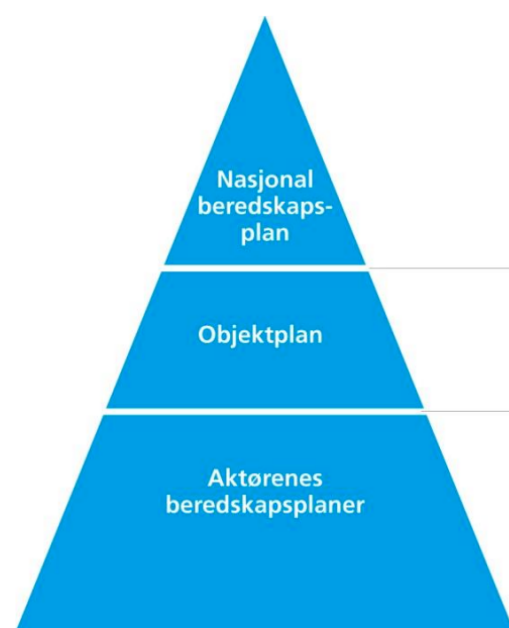 Nasjonal
beredskaps-
plan
Objektplan
Aktørenes
beredskapsplaner